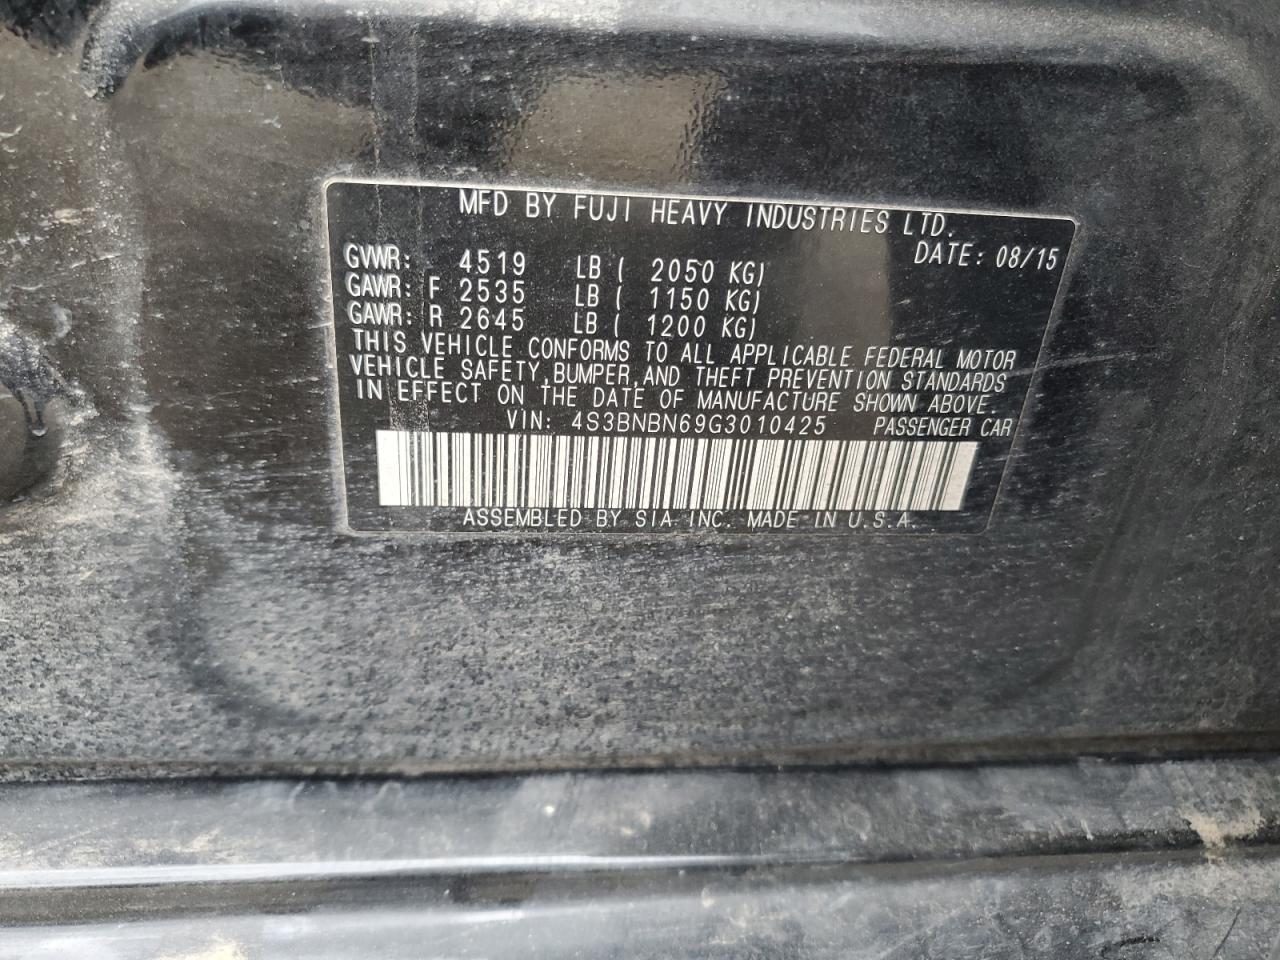 MFD BY FUJI HEAVY INDUSTRIES LTD.
DATE: 08/15
GVWR: 4519 LB ( 2050 KG)
GAWR: F 2535 LB ( 1150 KG)
GAWR: R 2645 LB ( 1200 KG)
THIS VEHICLE CONFORMS TO ALL APPLICABLE FEDERAL MOTOR
VEHICLE SAFETY,BUMPER,AND THEFT PREVENTION STANDARDS
IN EFFECT ON THE DATE OF MANUFACTURE SHOWN ABOVE.
VIN: 4S3BNBN69G3010425 PASSENGER CAR
ASSEMBLED BY SIA INC. MADE IN U.S.A.